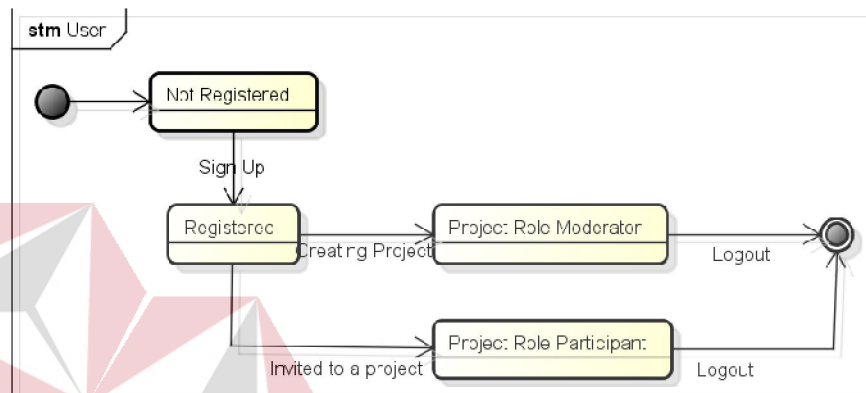 stm User
Not Registered
Sign Up
Registered
Creating Project
Project Role Moderator
Logout
Invited to a project
Project Role Participant
Logout